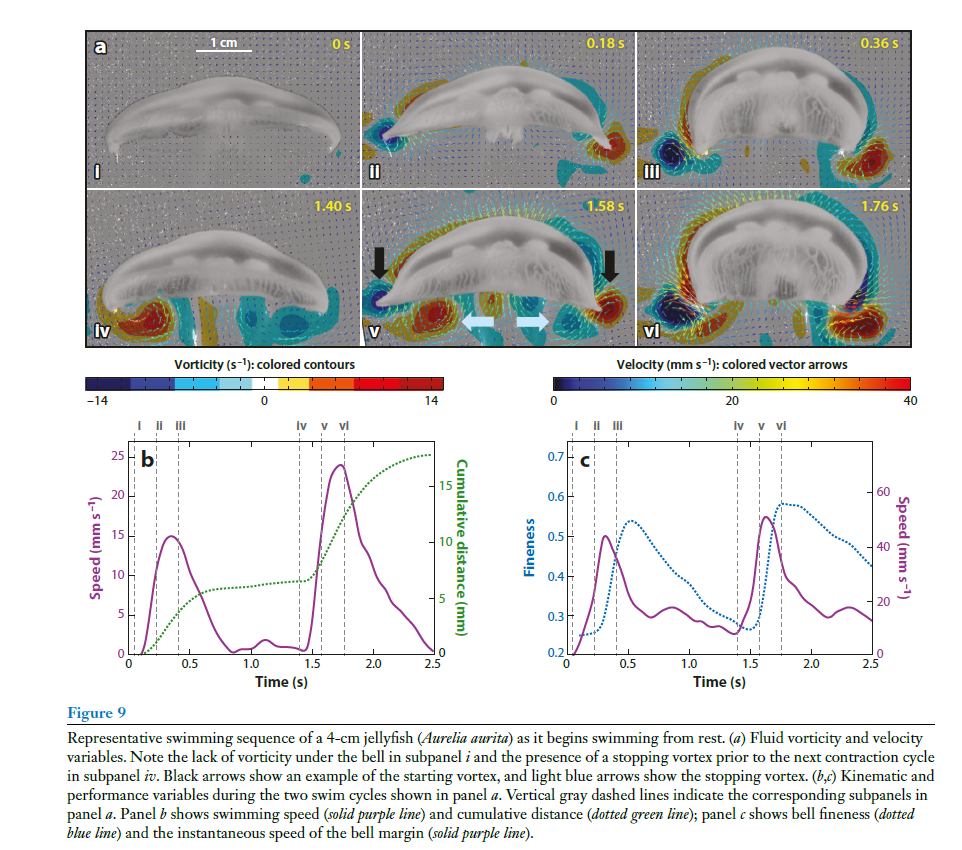 a
1 cm
0 s
0.18 s
0.36 s
i
ii
iii
1.40 s
1.58 s
1.76 s
iv
v
vi
Vorticity (s⁻¹): colored contours
−14
0
14
Velocity (mm s⁻¹): colored vector arrows
0
20
40
i ii iii iv v vi
b
25
20
15
10
5
0
Speed (mm s⁻¹)
15
10
5
0
Cumulative distance (mm)
0 0.5 1.0 1.5 2.0 2.5
Time (s)
i ii iii iv v vi
c
0.7
0.6
0.5
0.4
0.3
0.2
Fineness
60
40
20
0
Speed (mm s⁻¹)
0 0.5 1.0 1.5 2.0 2.5
Time (s)
Figure 9
Representative swimming sequence of a 4-cm jellyfish (Aurelia aurita) as it begins swimming from rest. (a) Fluid vorticity and velocity
variables. Note the lack of vorticity under the bell in subpanel i and the presence of a stopping vortex prior to the next contraction cycle
in subpanel iv. Black arrows show an example of the starting vortex, and light blue arrows show the stopping vortex. (b,c) Kinematic and
performance variables during the two swim cycles shown in panel a. Vertical gray dashed lines indicate the corresponding subpanels in
panel a. Panel b shows swimming speed (solid purple line) and cumulative distance (dotted green line); panel c shows bell fineness (dotted
blue line) and the instantaneous speed of the bell margin (solid purple line).